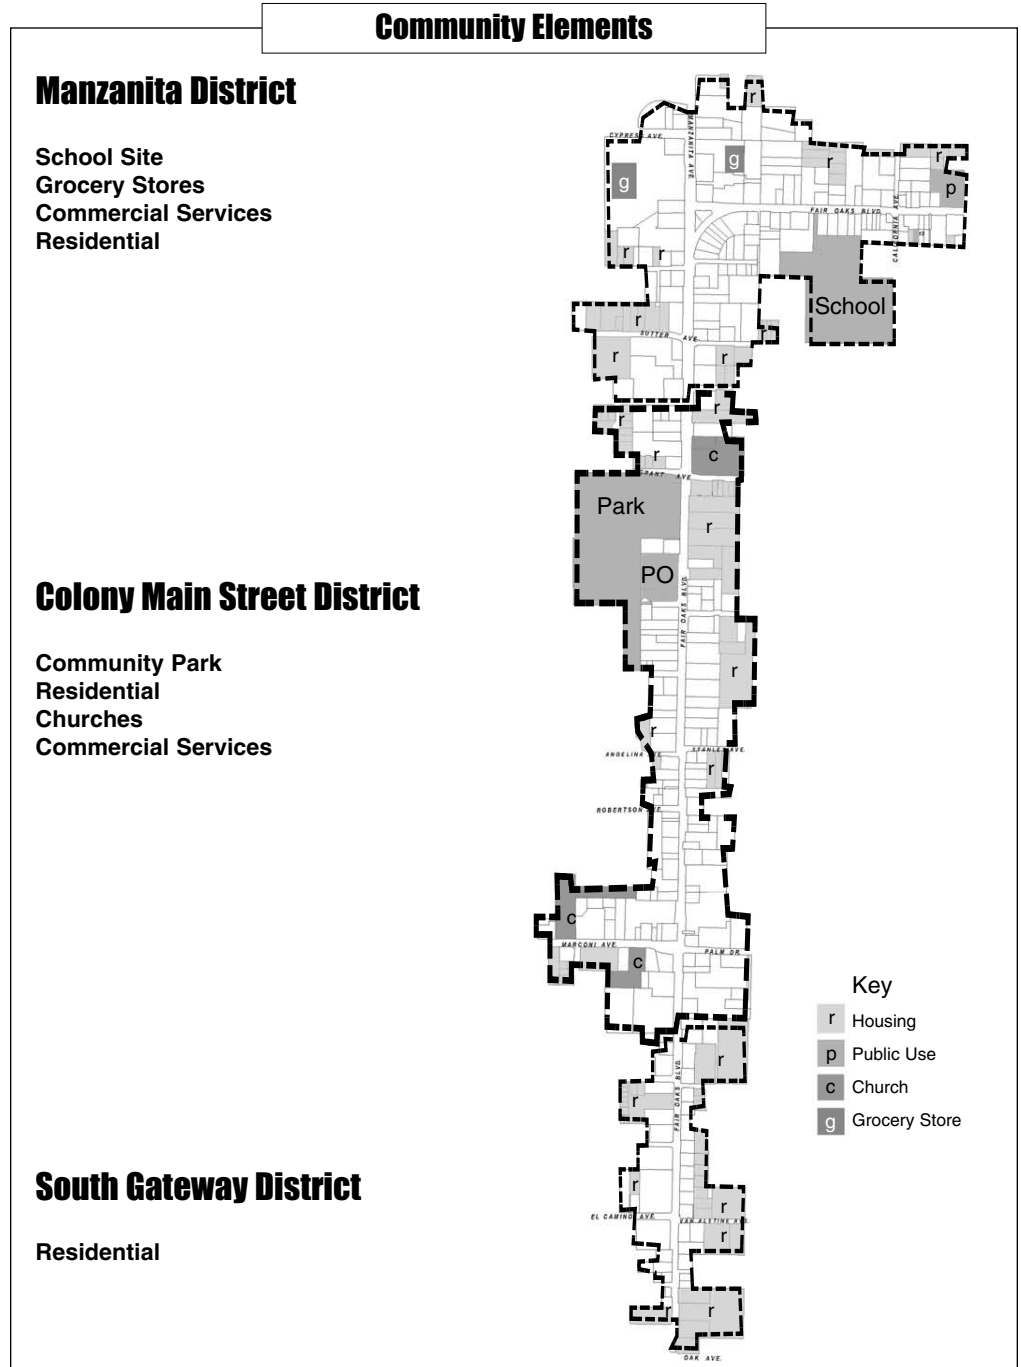 Community Elements
Manzanita District
School Site
Grocery Stores
Commercial Services
Residential
Colony Main Street District
Community Park
Residential
Churches
Commercial Services
South Gateway District
Residential
r
CYPRESS AVE.
MANZANITA AVE.
g
g
r
r
p
FAIR OAKS BLVD.
CALIFORNIA AVE.
r
r
School
r
r
SUTTER AVE.
r
r
r
r
c
r
GRANT AVE
Park
r
PO
FAIR OAKS BLVD.
r
r
ANGELINA AVE.
STANLEY AVE.
r
ROBERTSON AVE.
c
MARCONI AVE.
PALM DR.
c
r
FAIR OAKS BLVD.
r
r
r
EL CAMINO AVE.
VAN ALSTINE AVE.
r
r
r
OAK AVE.
Key
r Housing
p Public Use
c Church
g Grocery Store